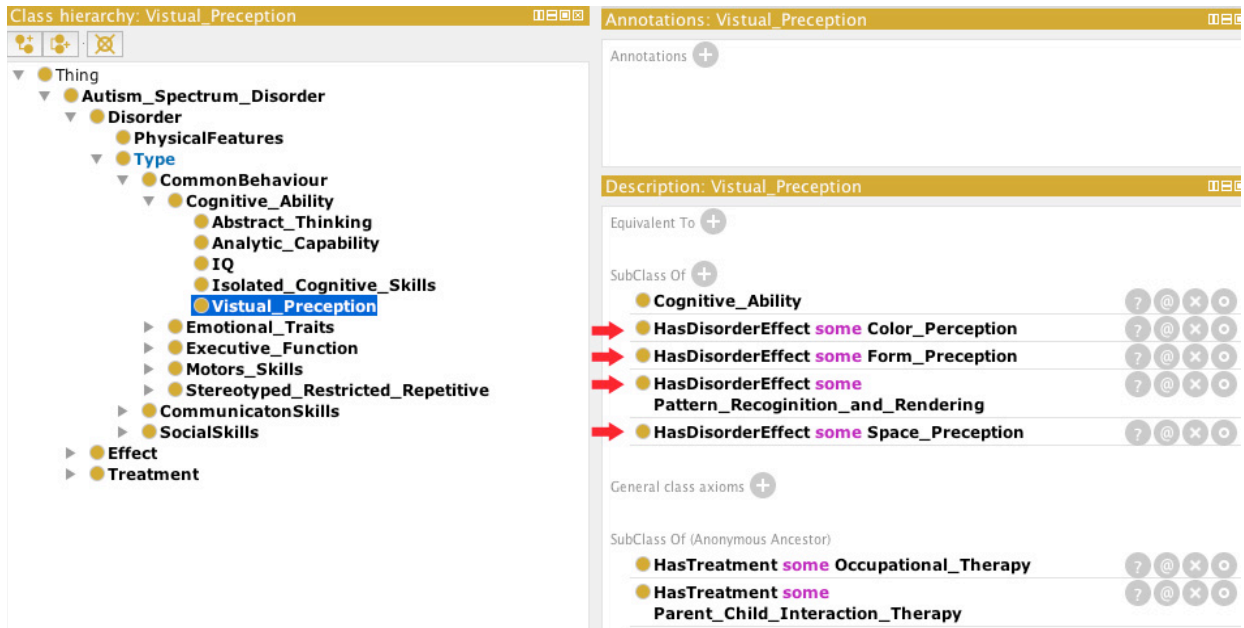 Class hierarchy: Vistual_Preception
Thing
Autism_Spectrum_Disorder
Disorder
PhysicalFeatures
Type
CommonBehaviour
Cognitive_Ability
Abstract_Thinking
Analytic_Capability
IQ
Isolated_Cognitive_Skills
Vistual_Preception
Emotional_Traits
Executive_Function
Motors_Skills
Stereotyped_Restricted_Repetitive
CommunicatonSkills
SocialSkills
Effect
Treatment
Annotations: Vistual_Preception
Annotations
Description: Vistual_Preception
Equivalent To
SubClass Of
Cognitive_Ability
HasDisorderEffect some Color_Perception
HasDisorderEffect some Form_Preception
HasDisorderEffect some
Pattern_Recoginition_and_Rendering
HasDisorderEffect some Space_Preception
General class axioms
SubClass Of (Anonymous Ancestor)
HasTreatment some Occupational_Therapy
HasTreatment some
Parent_Child_Interaction_Therapy